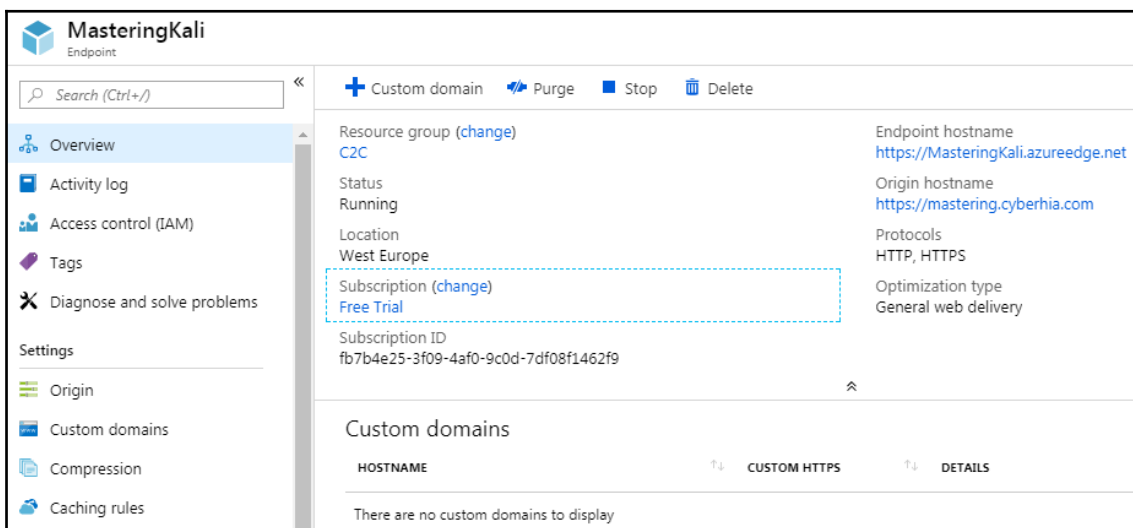 MasteringKali
Endpoint
Search (Ctrl+/)
«
Overview
Activity log
Access control (IAM)
Tags
Diagnose and solve problems
Settings
Origin
Custom domains
Compression
Caching rules
Custom domain Purge Stop Delete
Resource group (change)
C2C
Status
Running
Location
West Europe
Subscription (change)
Free Trial
Subscription ID
fb7b4e25-3f09-4af0-9c0d-7df08f1462f9
Endpoint hostname
https://MasteringKali.azureedge.net
Origin hostname
https://mastering.cyberhia.com
Protocols
HTTP, HTTPS
Optimization type
General web delivery
Custom domains
HOSTNAME ↑↓ CUSTOM HTTPS ↑↓ DETAILS
There are no custom domains to display